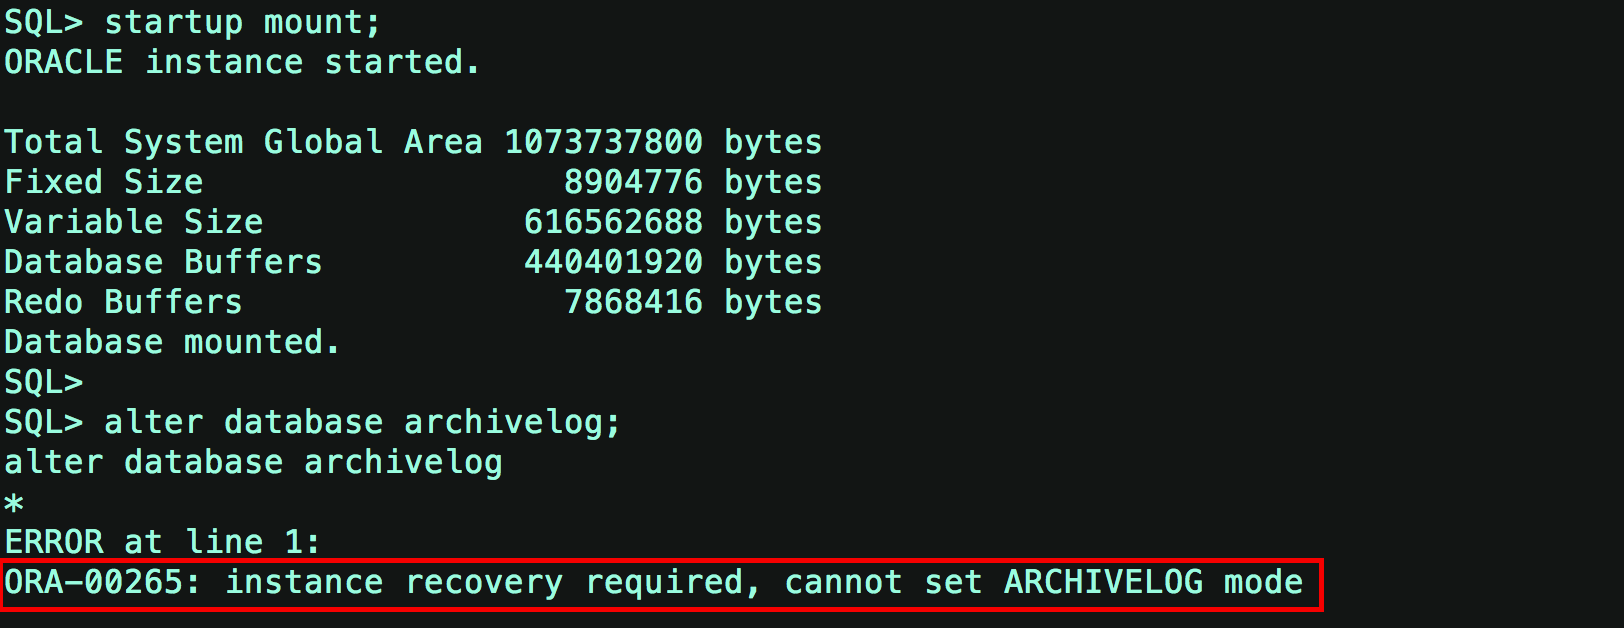 SQL> startup mount;
ORACLE instance started.
Total System Global Area 1073737800 bytes
Fixed Size 8904776 bytes
Variable Size 616562688 bytes
Database Buffers 440401920 bytes
Redo Buffers 7868416 bytes
Database mounted.
SQL>
SQL> alter database archivelog;
alter database archivelog
*
ERROR at line 1:
ORA-00265: instance recovery required, cannot set ARCHIVELOG mode